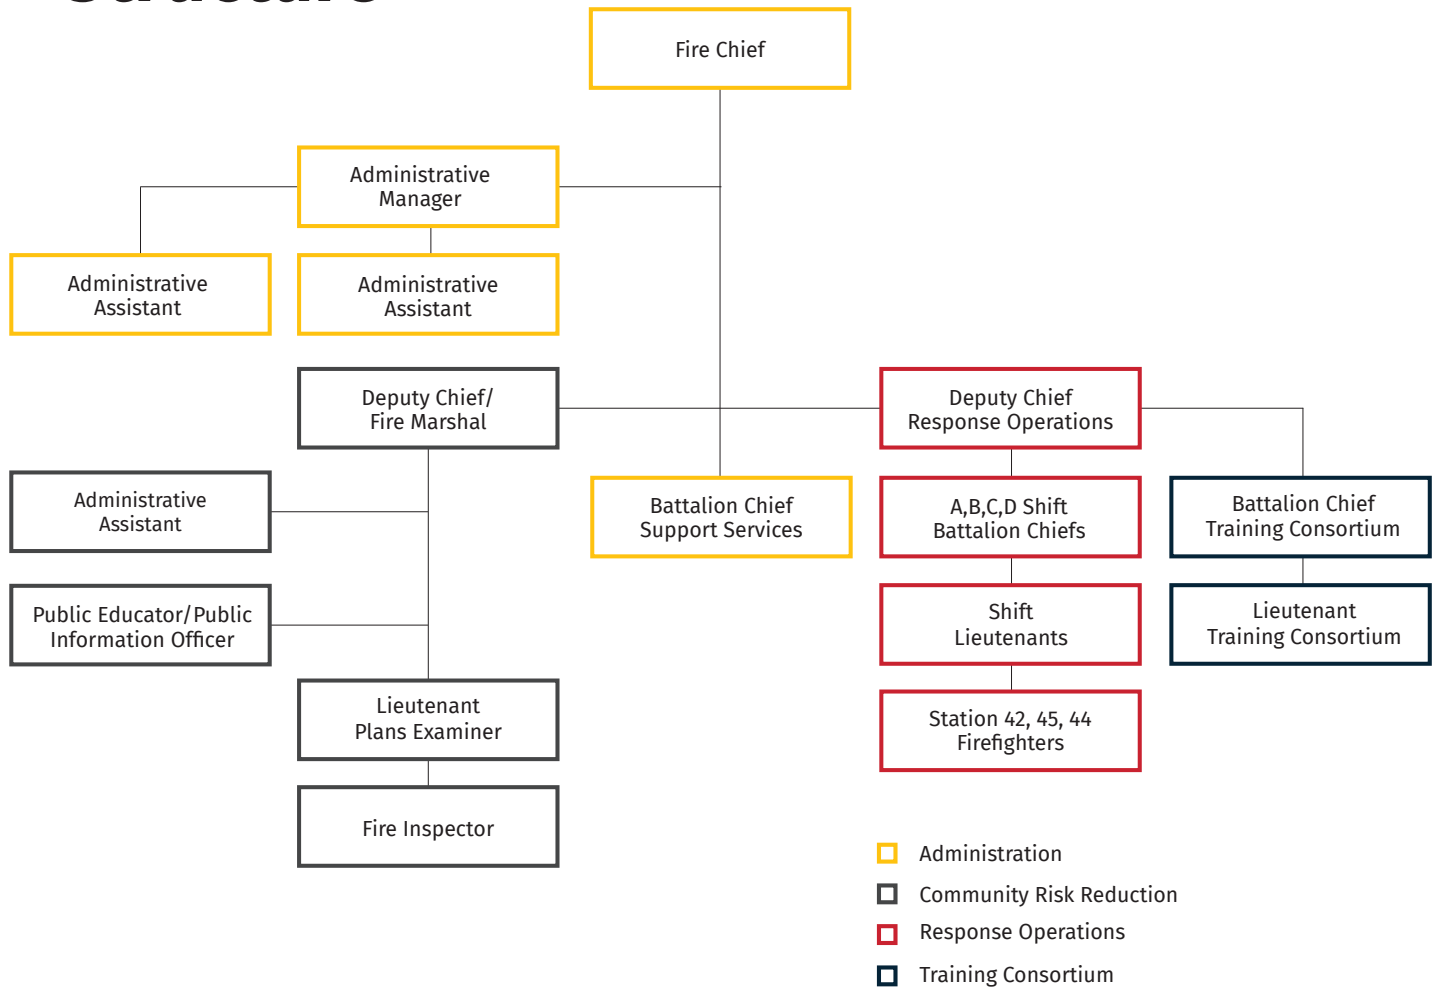 Fire Chief
Administrative
Manager
Administrative
Assistant
Administrative
Assistant
Deputy Chief/
Fire Marshal
Deputy Chief
Response Operations
Administrative
Assistant
Battalion Chief
Support Services
A,B,C,D Shift
Battalion Chiefs
Battalion Chief
Training Consortium
Public Educator/Public
Information Officer
Shift
Lieutenants
Lieutenant
Training Consortium
Lieutenant
Plans Examiner
Station 42, 45, 44
Firefighters
Fire Inspector
Administration
Community Risk Reduction
Response Operations
Training Consortium